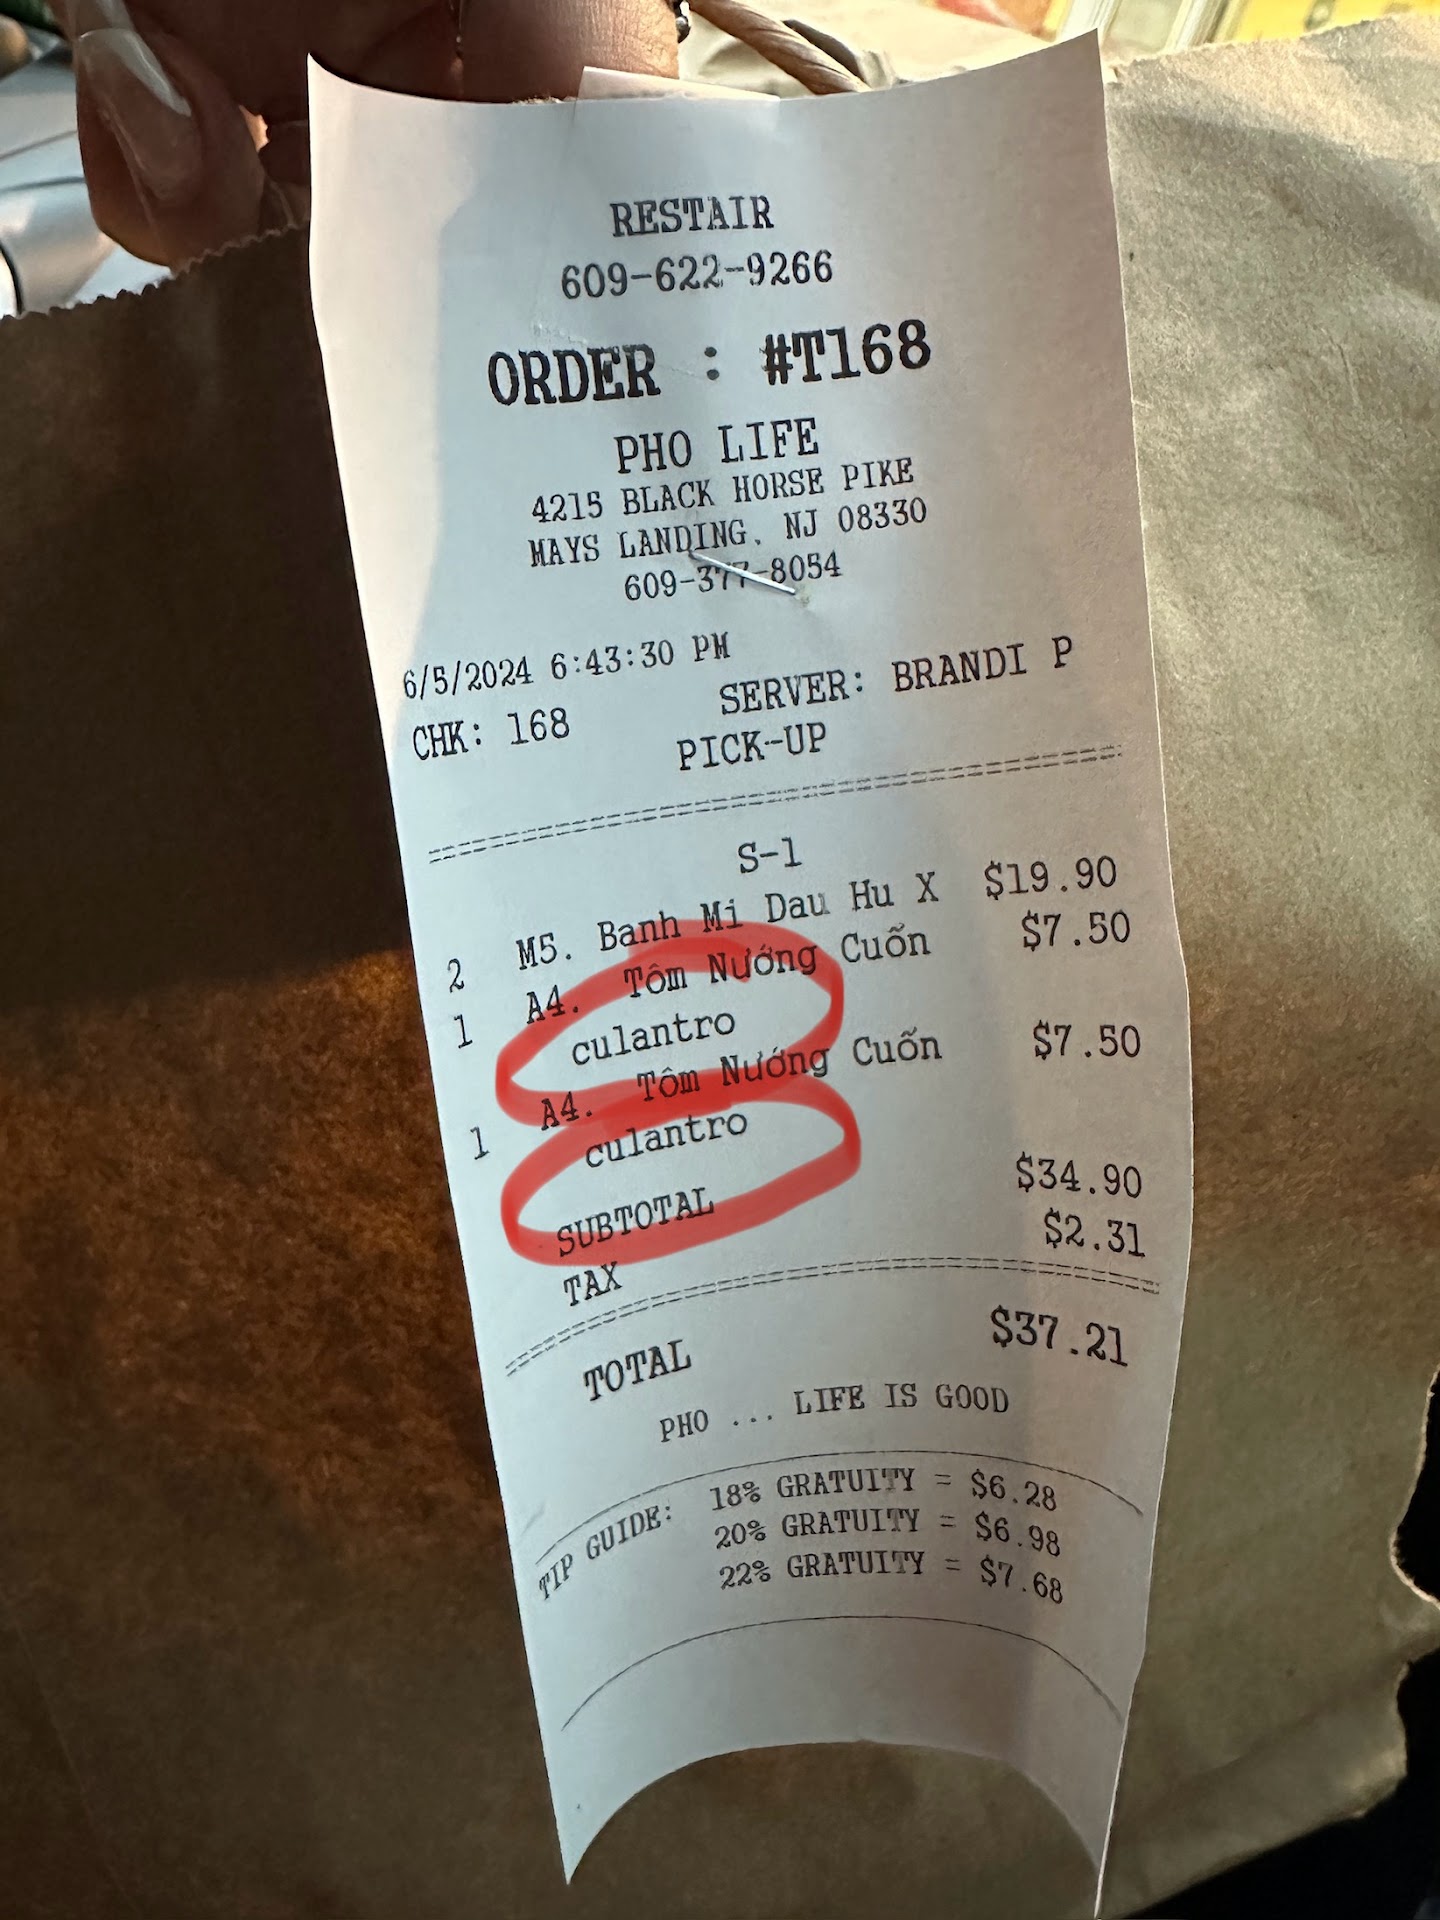 RESTAIR
609-622-9266
ORDER : #T168
PHO LIFE
4215 BLACK HORSE PIKE
MAYS LANDING, NJ 08330
609-377-8054
6/5/2024 6:43:30 PM
CHK: 168 SERVER: BRANDI P
PICK-UP
S-1
2 M5. Banh Mi Dau Hu X $19.90
1 A4. Tôm Nướng Cuốn $7.50
culantro
1 A4. Tôm Nướng Cuốn $7.50
culantro
SUBTOTAL $34.90
TAX $2.31
TOTAL $37.21
PHO ... LIFE IS GOOD
TIP GUIDE: 18% GRATUITY = $6.28
20% GRATUITY = $6.98
22% GRATUITY = $7.68